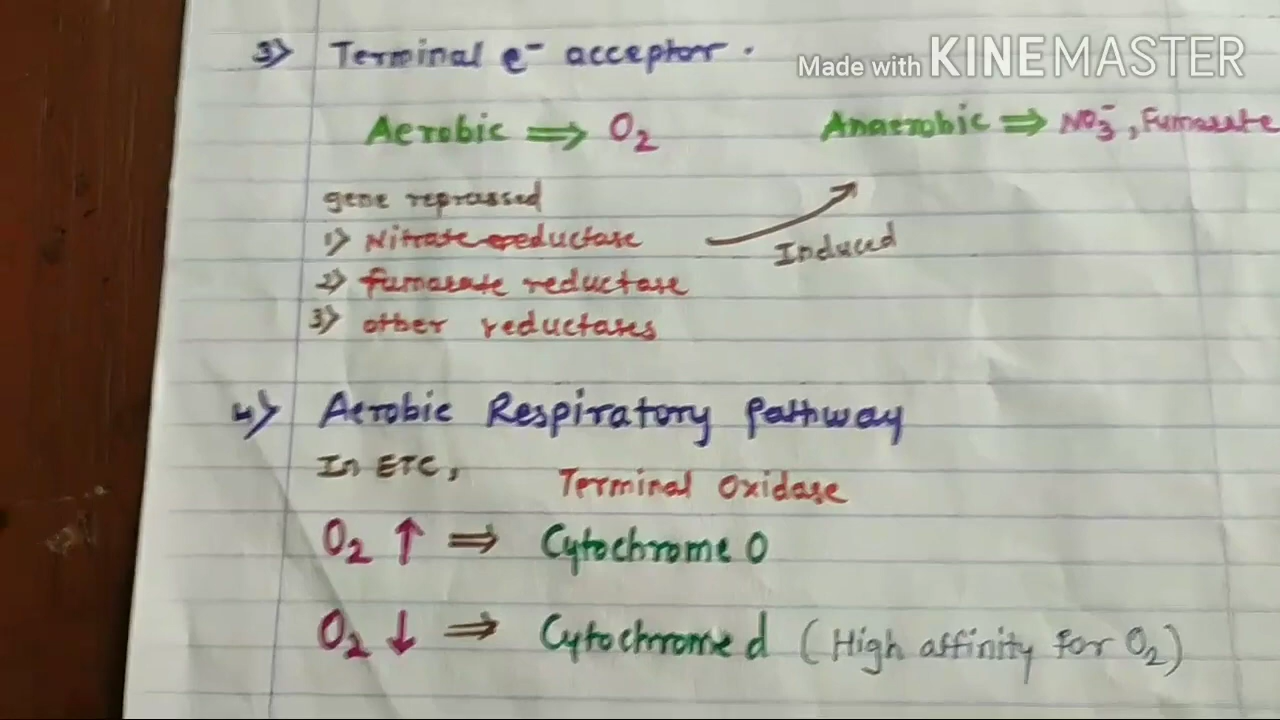 3) Terminal e⁻ acceptor.
Made with KINEMASTER
Aerobic ⇒ O₂
Anaerobic ⇒ NO₃⁻, Fumarate
gene repressed
1) Nitrate reductase
Induced
2) fumarate reductase
3) other reductases
4) Aerobic Respiratory Pathway
In ETC,
Terminal Oxidase
O₂ ↑ ⇒ Cytochrome O
O₂ ↓ ⇒ Cytochrome d (High affinity for O₂)